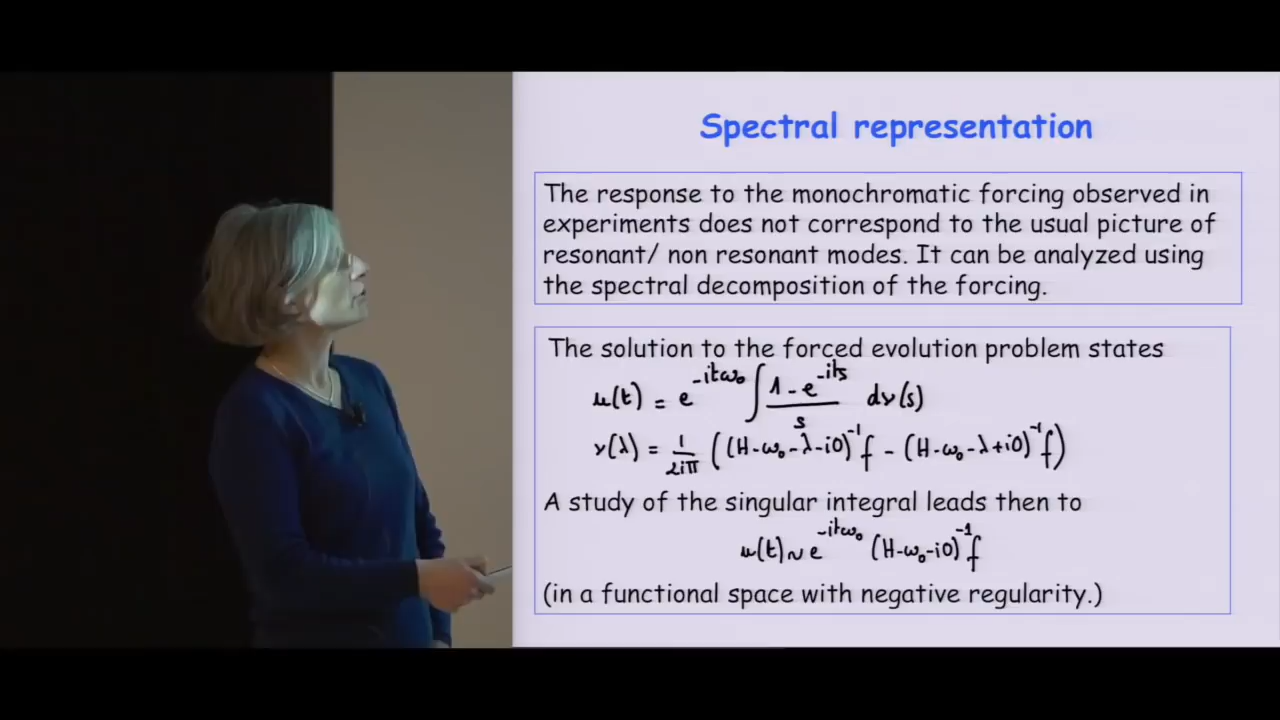 Spectral representation
The response to the monochromatic forcing observed in
experiments does not correspond to the usual picture of
resonant/ non resonant modes. It can be analyzed using
the spectral decomposition of the forcing.
The solution to the forced evolution problem states
u(t) = e^{-itω₀} ∫ \frac{1 - e^{-its}}{s} dν(s)
ν(λ) = \frac{1}{2iπ} ((H-ω₀-λ-i0)^{-1} f - (H-ω₀-λ+i0)^{-1} f)
A study of the singular integral leads then to
u(t) ~ e^{-itω₀} (H-ω₀-i0)^{-1} f
(in a functional space with negative regularity.)